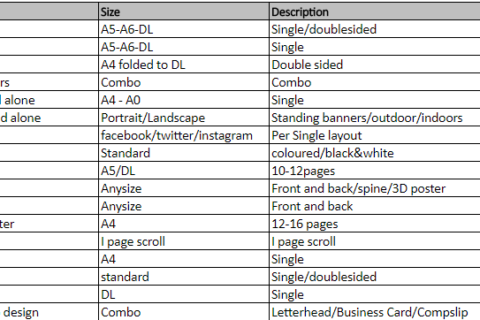 Size Description
A5-A6-DL Single/doublesided
A5-A6-DL Single
A4 folded to DL Double sided
rs Combo Combo
alone A4 - A0 Single
d alone Portrait/Landscape Standing banners/outdoor/indoors
facebook/twitter/instagram Per Single layout
Standard coloured/black&white
A5/DL 10-12pages
Anysize Front and back/spine/3D poster
Anysize Front and back
ter A4 12-16 pages
I page scroll I page scroll
A4 Single
standard Single/doublesided
DL Single
design Combo Letterhead/Business Card/Compslip